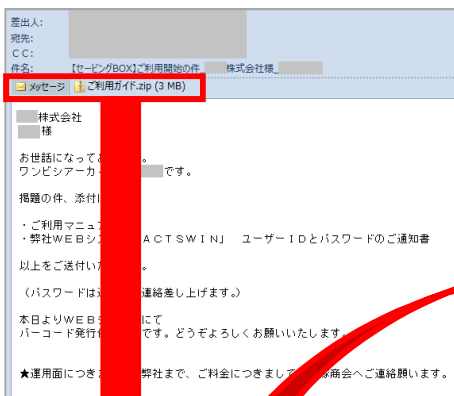 差出人:
宛先:
CC:
件名: 【セービングBOX】ご利用開始の件 株式会社様_
メッセージ ご利用ガイド.zip (3 MB)
株式会社
様
お世話になって 。
ワンビシアーカ です。
掲題の件、添付
・ご利用マニュア
・弊社WEBシ ACTSWIN」 ユーザーIDとパスワードのご通知書
以上をご送付い 。
(パスワードは 連絡差し上げます。)
本日よりWEB にて
バーコード発行 です。どうぞよろしくお願いいたします。
★運用面につきま 弊社まで、ご料金につきまして 商会へご連絡願います。